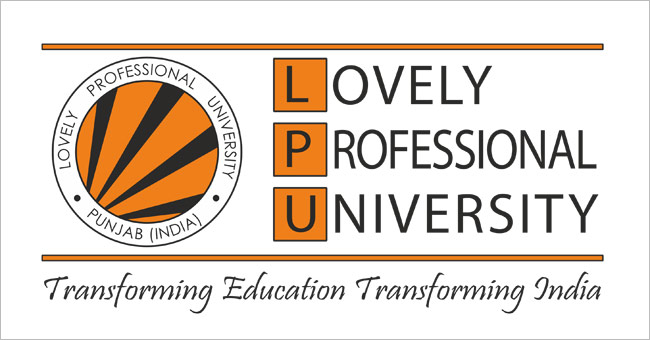 LOVELY PROFESSIONAL UNIVERSITY
• PUNJAB (INDIA) •
LOVELY
PROFESSIONAL
UNIVERSITY
Transforming Education Transforming India